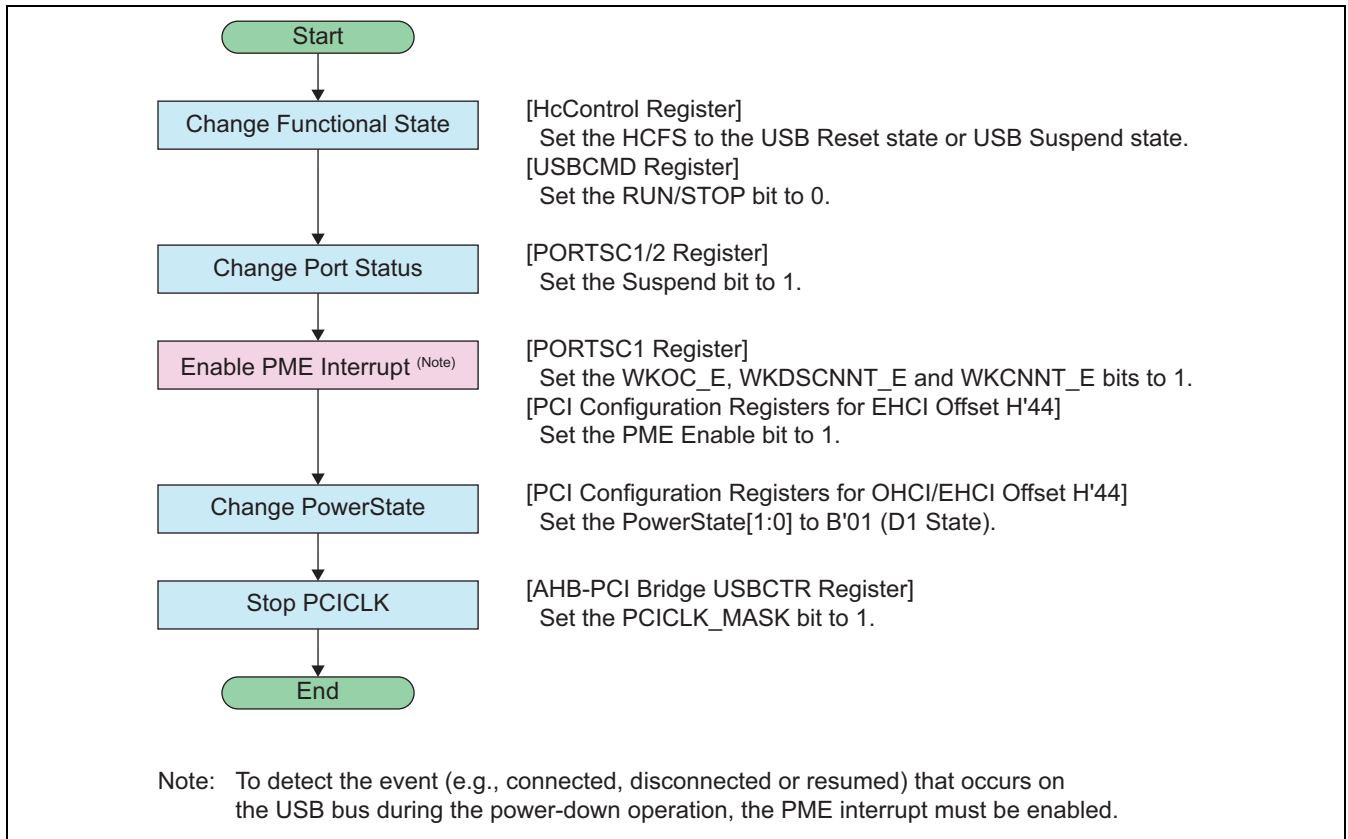 Start
Change Functional State
[HcControl Register]
Set the HCFS to the USB Reset state or USB Suspend state.
[USBCMD Register]
Set the RUN/STOP bit to 0.
Change Port Status
[PORTSC1/2 Register]
Set the Suspend bit to 1.
Enable PME Interrupt (Note)
[PORTSC1 Register]
Set the WKOC_E, WKDSCNNT_E and WKCNNT_E bits to 1.
[PCI Configuration Registers for EHCI Offset H'44]
Set the PME Enable bit to 1.
Change PowerState
[PCI Configuration Registers for OHCI/EHCI Offset H'44]
Set the PowerState[1:0] to B'01 (D1 State).
Stop PCICLK
[AHB-PCI Bridge USBCTR Register]
Set the PCICLK_MASK bit to 1.
End
Note: To detect the event (e.g., connected, disconnected or resumed) that occurs on
the USB bus during the power-down operation, the PME interrupt must be enabled.